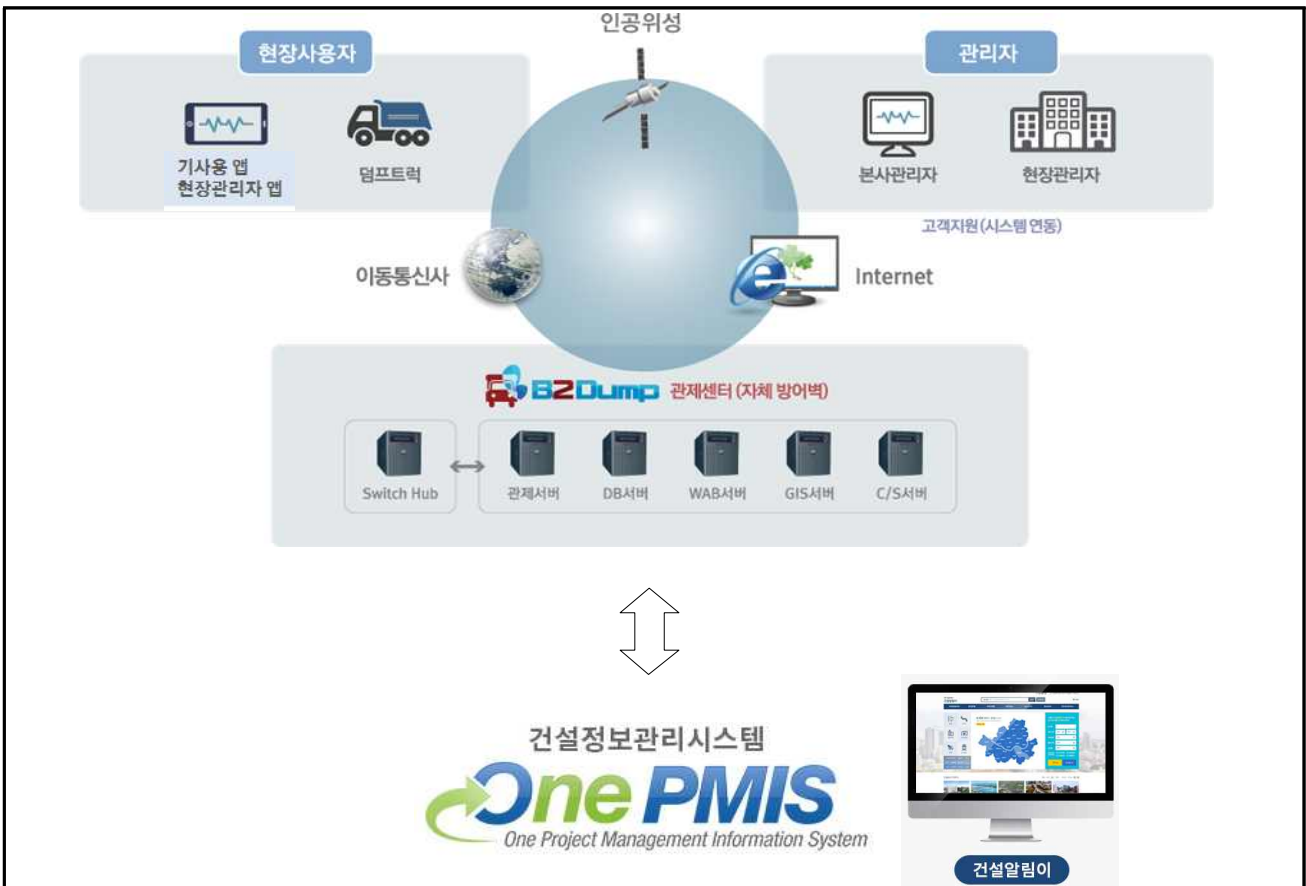 인공위성
현장사용자
관리자
기사용 앱
현장관리자 앱
덤프트럭
본사관리자
현장관리자
고객지원(시스템 연동)
이동통신사
Internet
B2Dump 관제센터 (자체 방어벽)
Switch Hub
관제서버
DB서버
WAB서버
GIS서버
C/S서버
건설정보관리시스템
One PMIS
One Project Management Information System
건설알림이